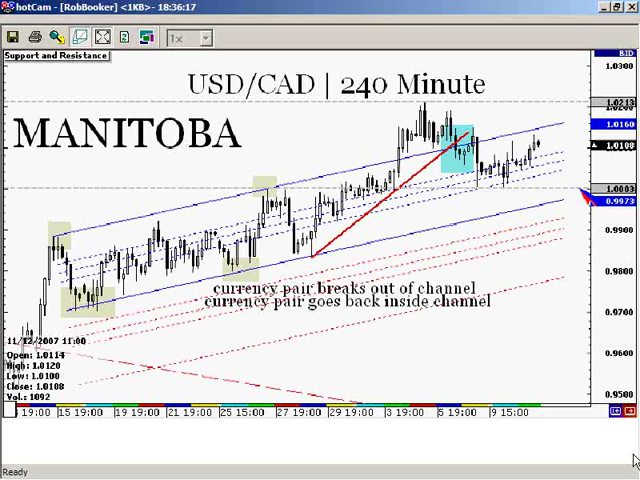 hotCam - [RobBooker] <1KB>- 18:36:17
1x
Support and Resistance
BID
USD/CAD | 240 Minute
MANITOBA
1.0300
1.0213
1.0160
1.0108
1.0003
0.9973
0.9900
0.9800
0.9700
0.9600
0.9500
currency pair breaks out of channel
currency pair goes back inside channel
11/12/2007 11:00
Open: 1.0114
High: 1.0120
Low: 1.0100
Close: 1.0108
Vol.: 1092
3 19:00 15 19:00 19 19:00 21 19:00 25 15:00 27 19:00 29 19:00 3 19:00 5 19:00 9 15:00
Ready